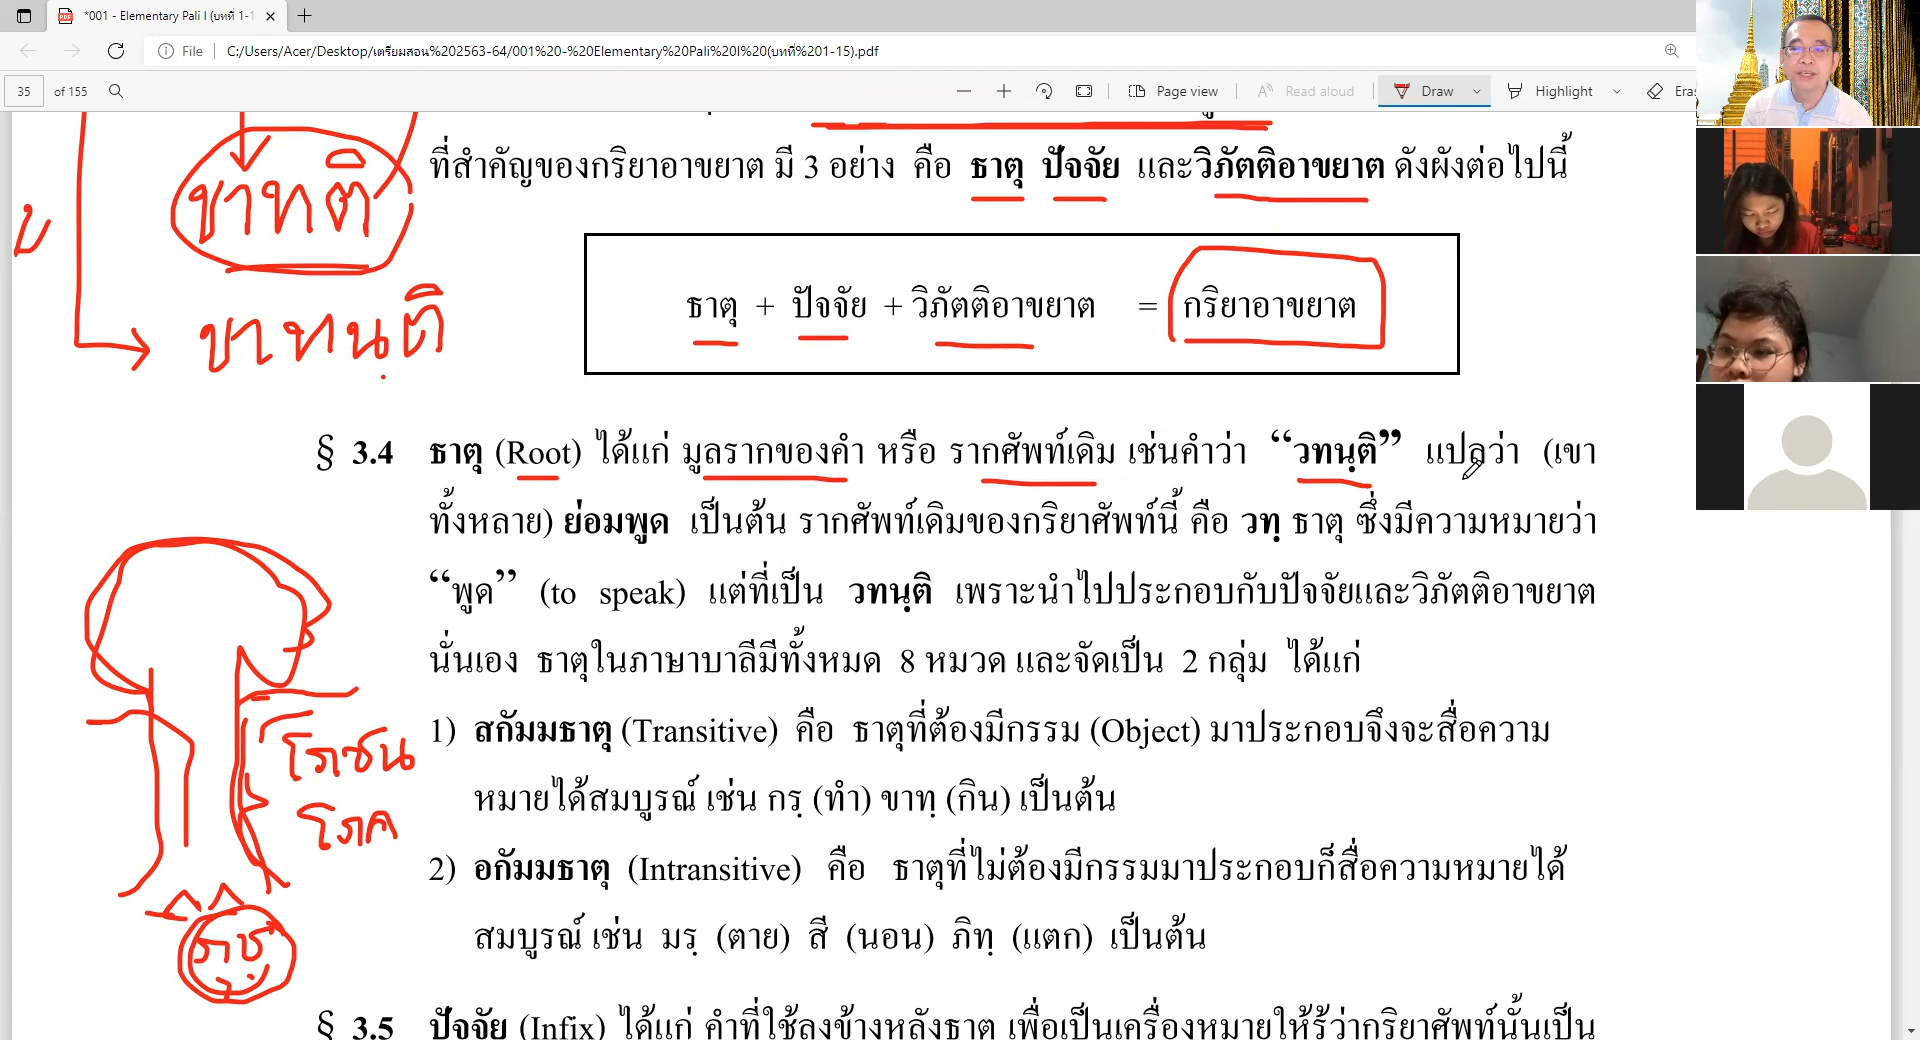 *001 - Elementary Pali I (บทที่ 1-1
File
C:/Users/Acer/Desktop/เตรียมสอน%202563-64/001%20-%20Elementary%20Pali%20I%20(บทที่%201-15).pdf
35 of 155
Page view
Read aloud
Draw
Highlight
Eras
ที่สำคัญของกริยาอาขยาต มี 3 อย่าง คือ ธาตุ ปัจจัย และวิภัตติอาขยาต ดังผังต่อไปนี้
ขาทติ
ธาตุ + ปัจจัย + วิภัตติอาขยาต = กริยาอาขยาต
ขาทนฺติ
§ 3.4 ธาตุ (Root) ได้แก่ มูลรากของคำ หรือ รากศัพท์เดิม เช่นคำว่า “วทนฺติ” แปลว่า (เขา
ทั้งหลาย) ย่อมพูด เป็นต้น รากศัพท์เดิมของกริยาศัพท์นี้ คือ วทฺ ธาตุ ซึ่งมีความหมายว่า
“พูด” (to speak) แต่ที่เป็น วทนฺติ เพราะนำไปประกอบกับปัจจัยและวิภัตติอาขยาต
นั่นเอง ธาตุในภาษาบาลีมีทั้งหมด 8 หมวด และจัดเป็น 2 กลุ่ม ได้แก่
1) สกัมมธาตุ (Transitive) คือ ธาตุที่ต้องมีกรรม (Object) มาประกอบจึงจะสื่อความ
โภชน
หมายได้สมบูรณ์ เช่น กรฺ (ทำ) ขาทฺ (กิน) เป็นต้น
โภค
2) อกัมมธาตุ (Intransitive) คือ ธาตุที่ไม่ต้องมีกรรมมาประกอบก็สื่อความหมายได้
สมบูรณ์ เช่น มรฺ (ตาย) สี (นอน) ภิทฺ (แตก) เป็นต้น
§ 3.5 ปัจจัย (Infix) ได้แก่ คำที่ใช้ลงข้างหลังธาตุ เพื่อเป็นเครื่องหมายให้รู้ว่ากริยาศัพท์นั้นเป็น